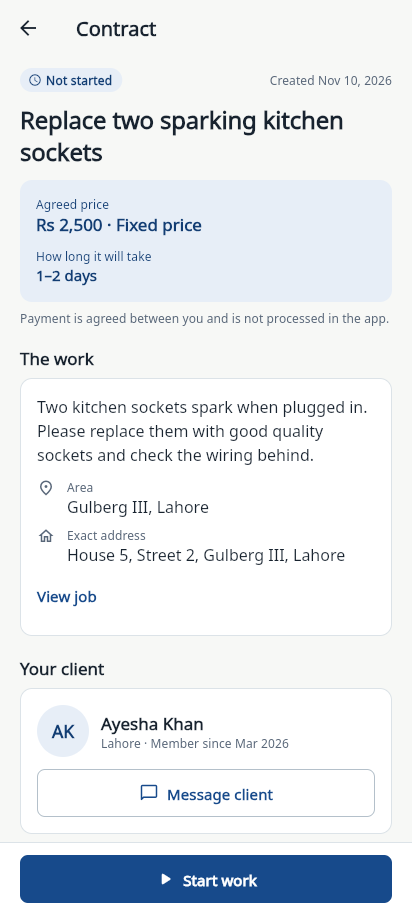 Contract
Not started
Created Nov 10, 2026
Replace two sparking kitchen
sockets
Agreed price
Rs 2,500 · Fixed price
How long it will take
1–2 days
Payment is agreed between you and is not processed in the app.
The work
Two kitchen sockets spark when plugged in.
Please replace them with good quality
sockets and check the wiring behind.
Area
Gulberg III, Lahore
Exact address
House 5, Street 2, Gulberg III, Lahore
View job
Your client
AK
Ayesha Khan
Lahore · Member since Mar 2026
Message client
Start work